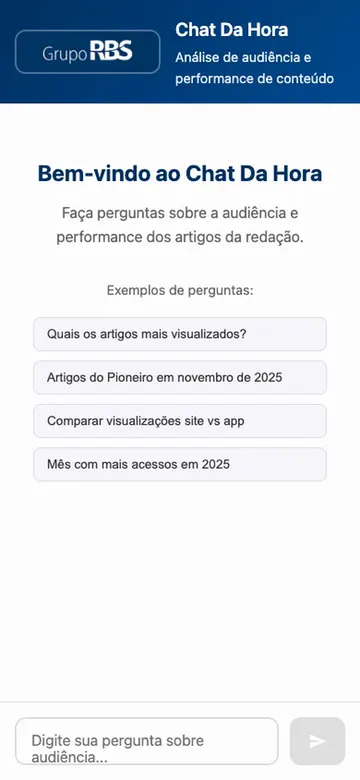 Grupo RBS
Chat Da Hora
Análise de audiência e
performance de conteúdo
Bem-vindo ao Chat Da Hora
Faça perguntas sobre a audiência e
performance dos artigos da redação.
Exemplos de perguntas:
Quais os artigos mais visualizados?
Artigos do Pioneiro em novembro de 2025
Comparar visualizações site vs app
Mês com mais acessos em 2025
Digite sua pergunta sobre
audiência...